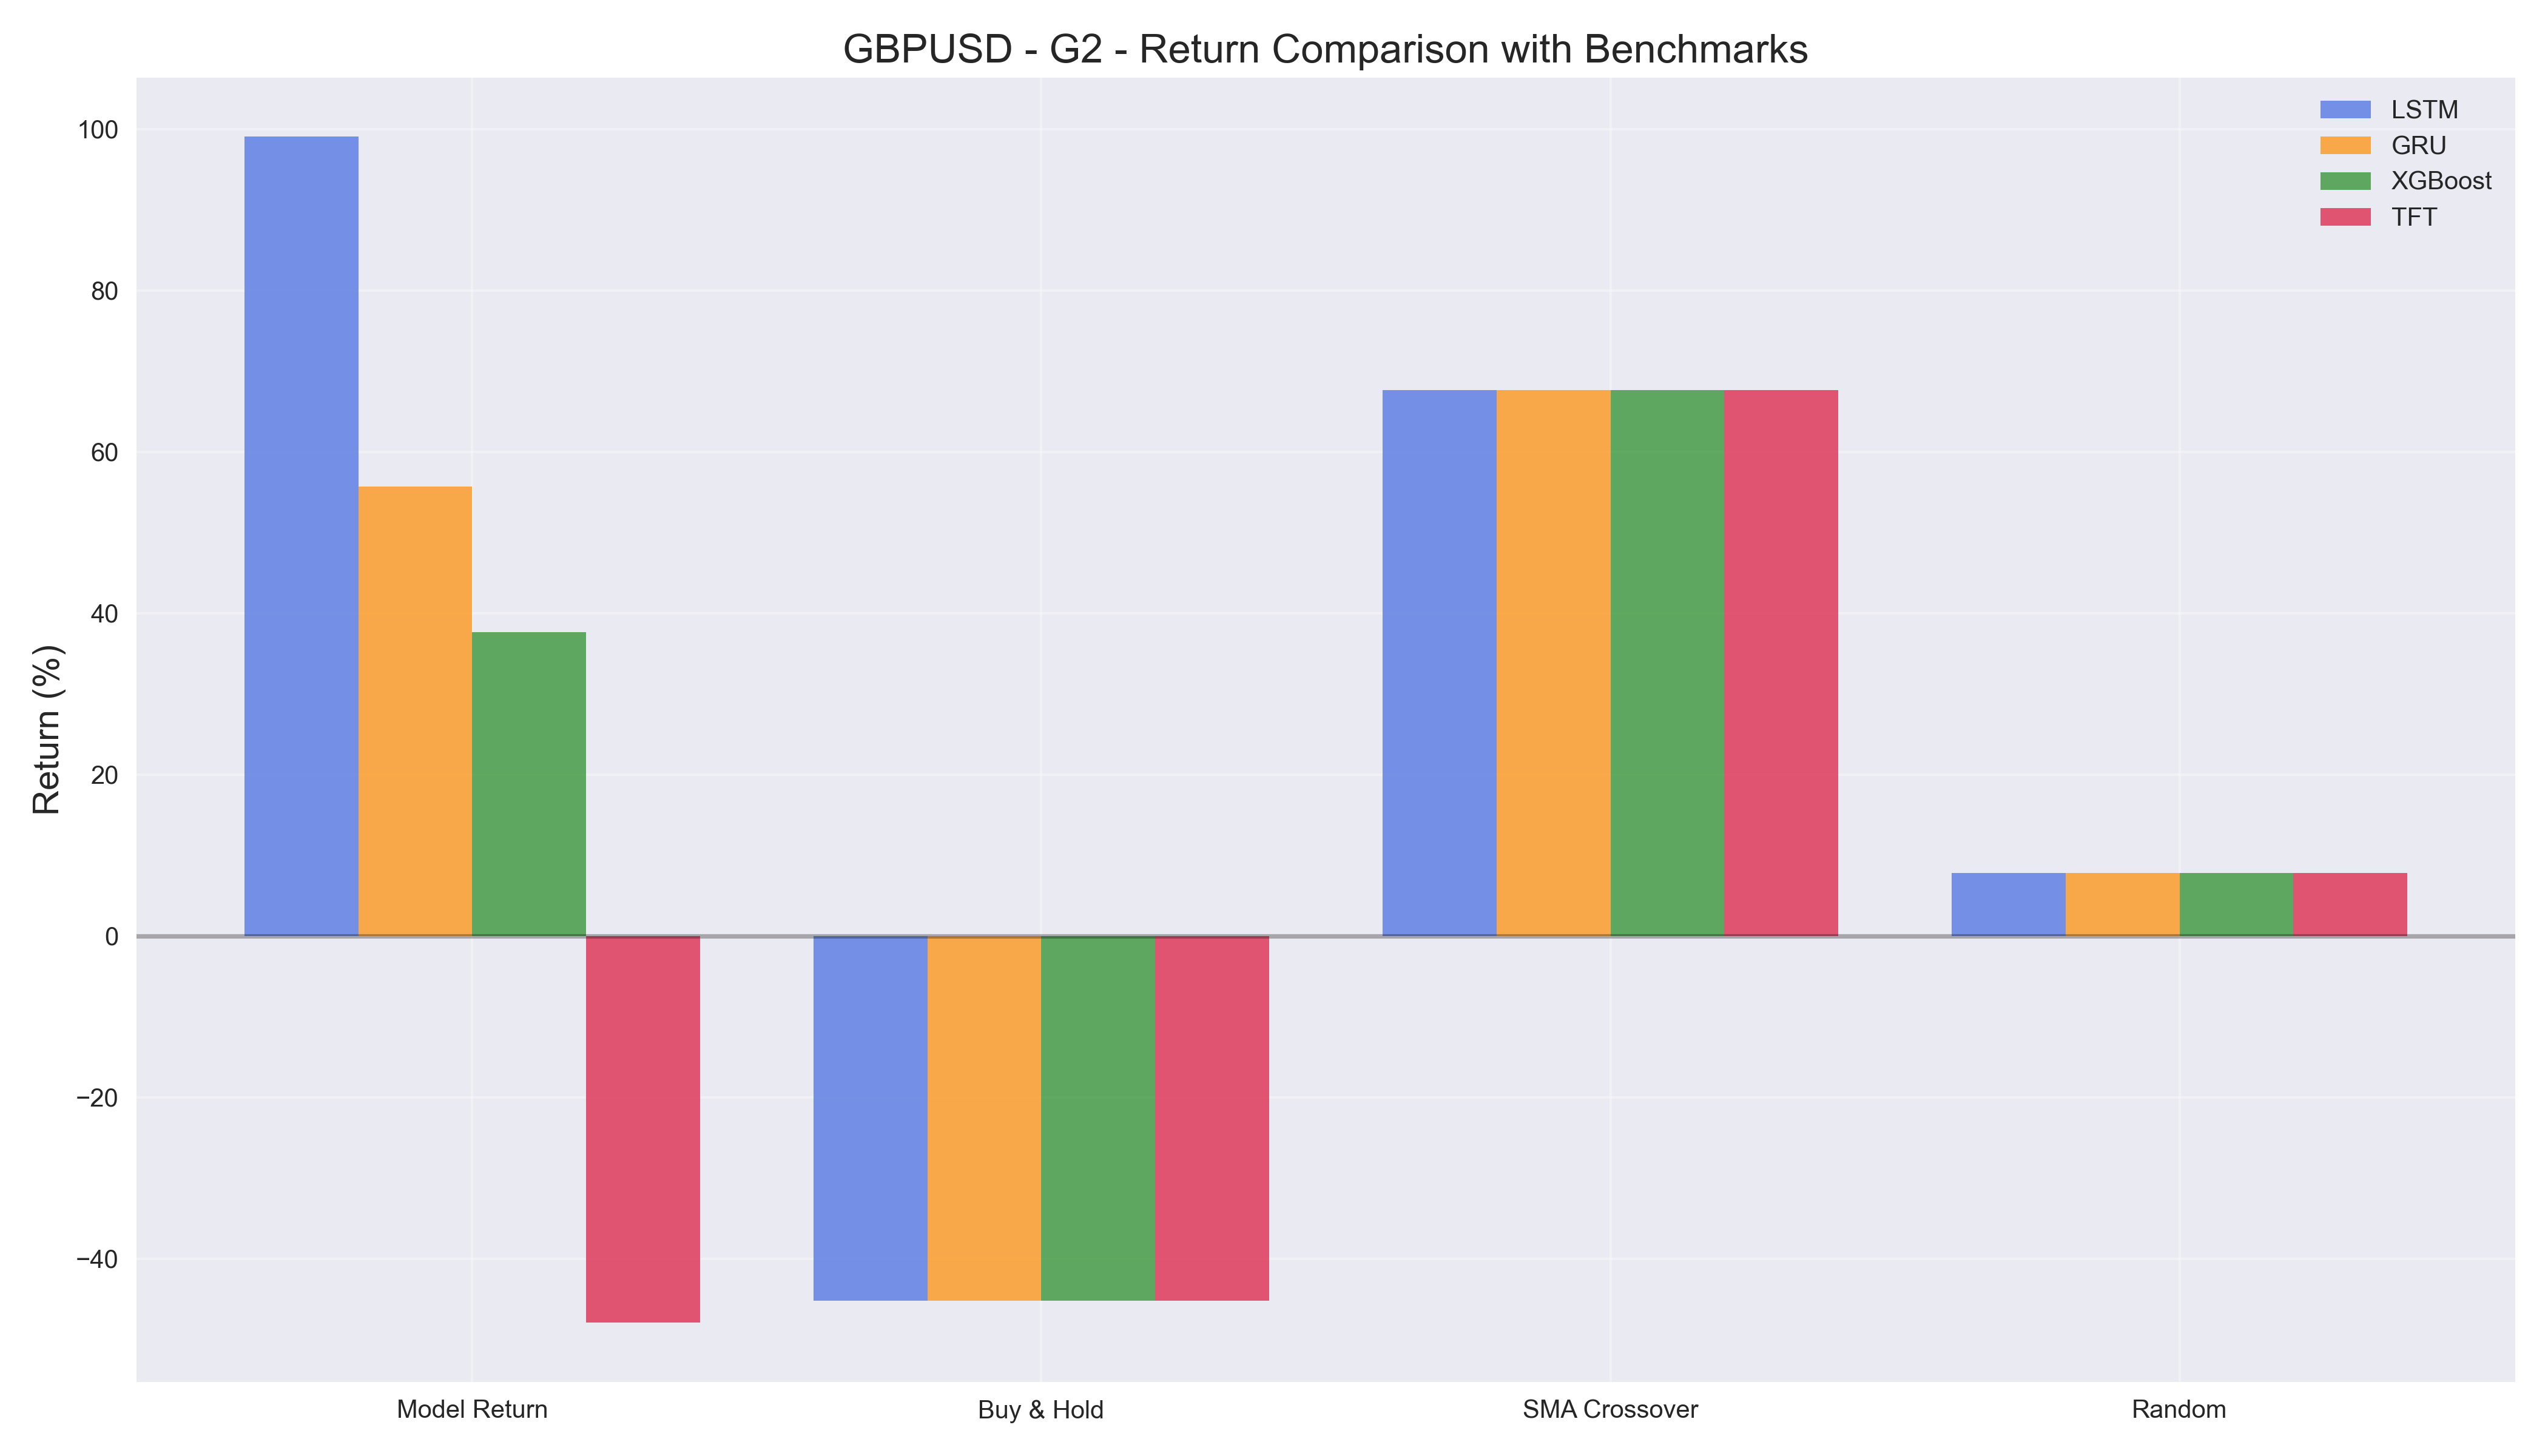 GBPUSD - G2 - Return Comparison with Benchmarks
LSTM
GRU
XGBoost
TFT
Return (%)
100
80
60
40
20
0
−20
−40
Model Return
Buy & Hold
SMA Crossover
Random